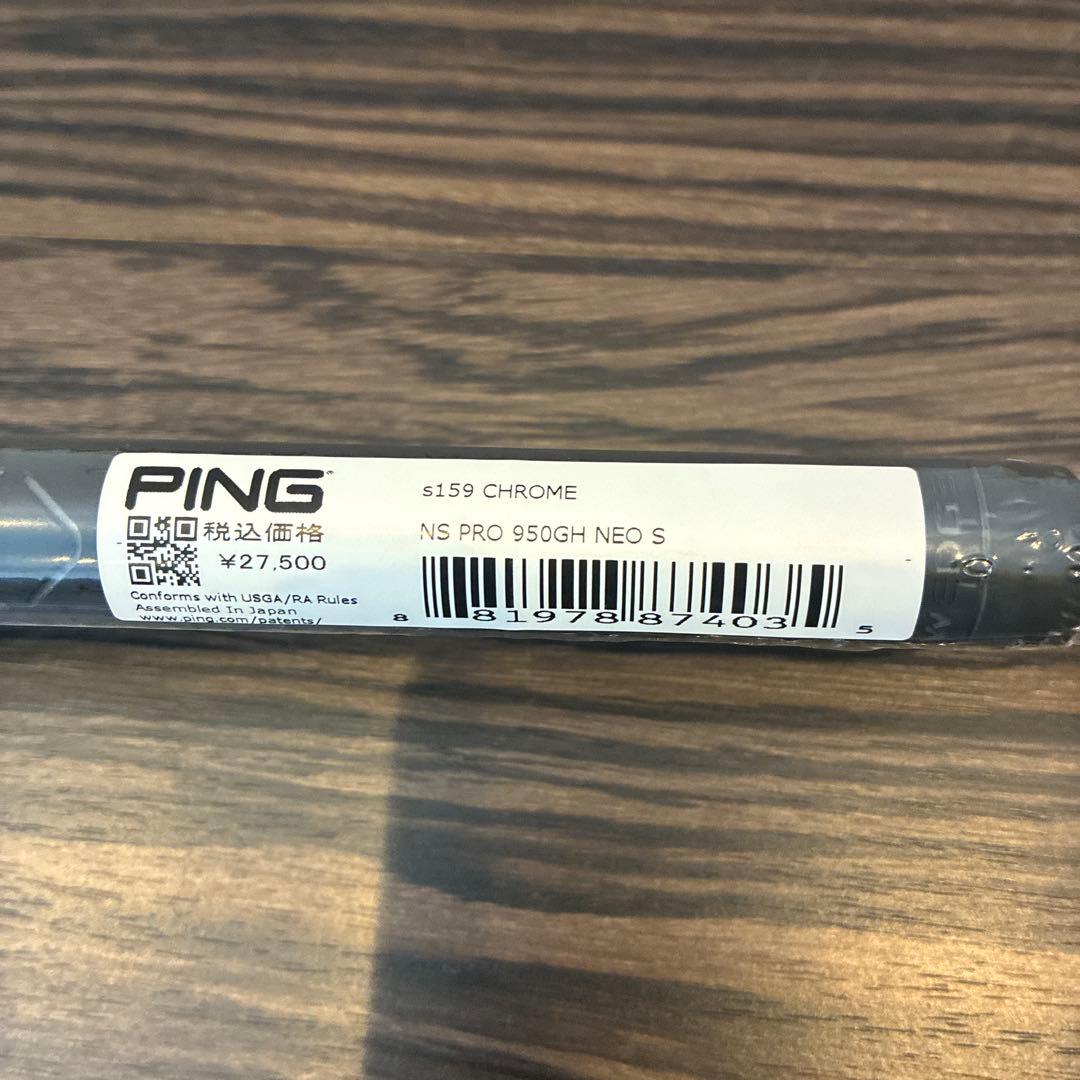 PING
税込価格
¥27,500
Conforms with USGA/RA Rules
Assembled In Japan
www.ping.com/patents/
s159 CHROME
NS PRO 950GH NEO S
8 81978 87403 5